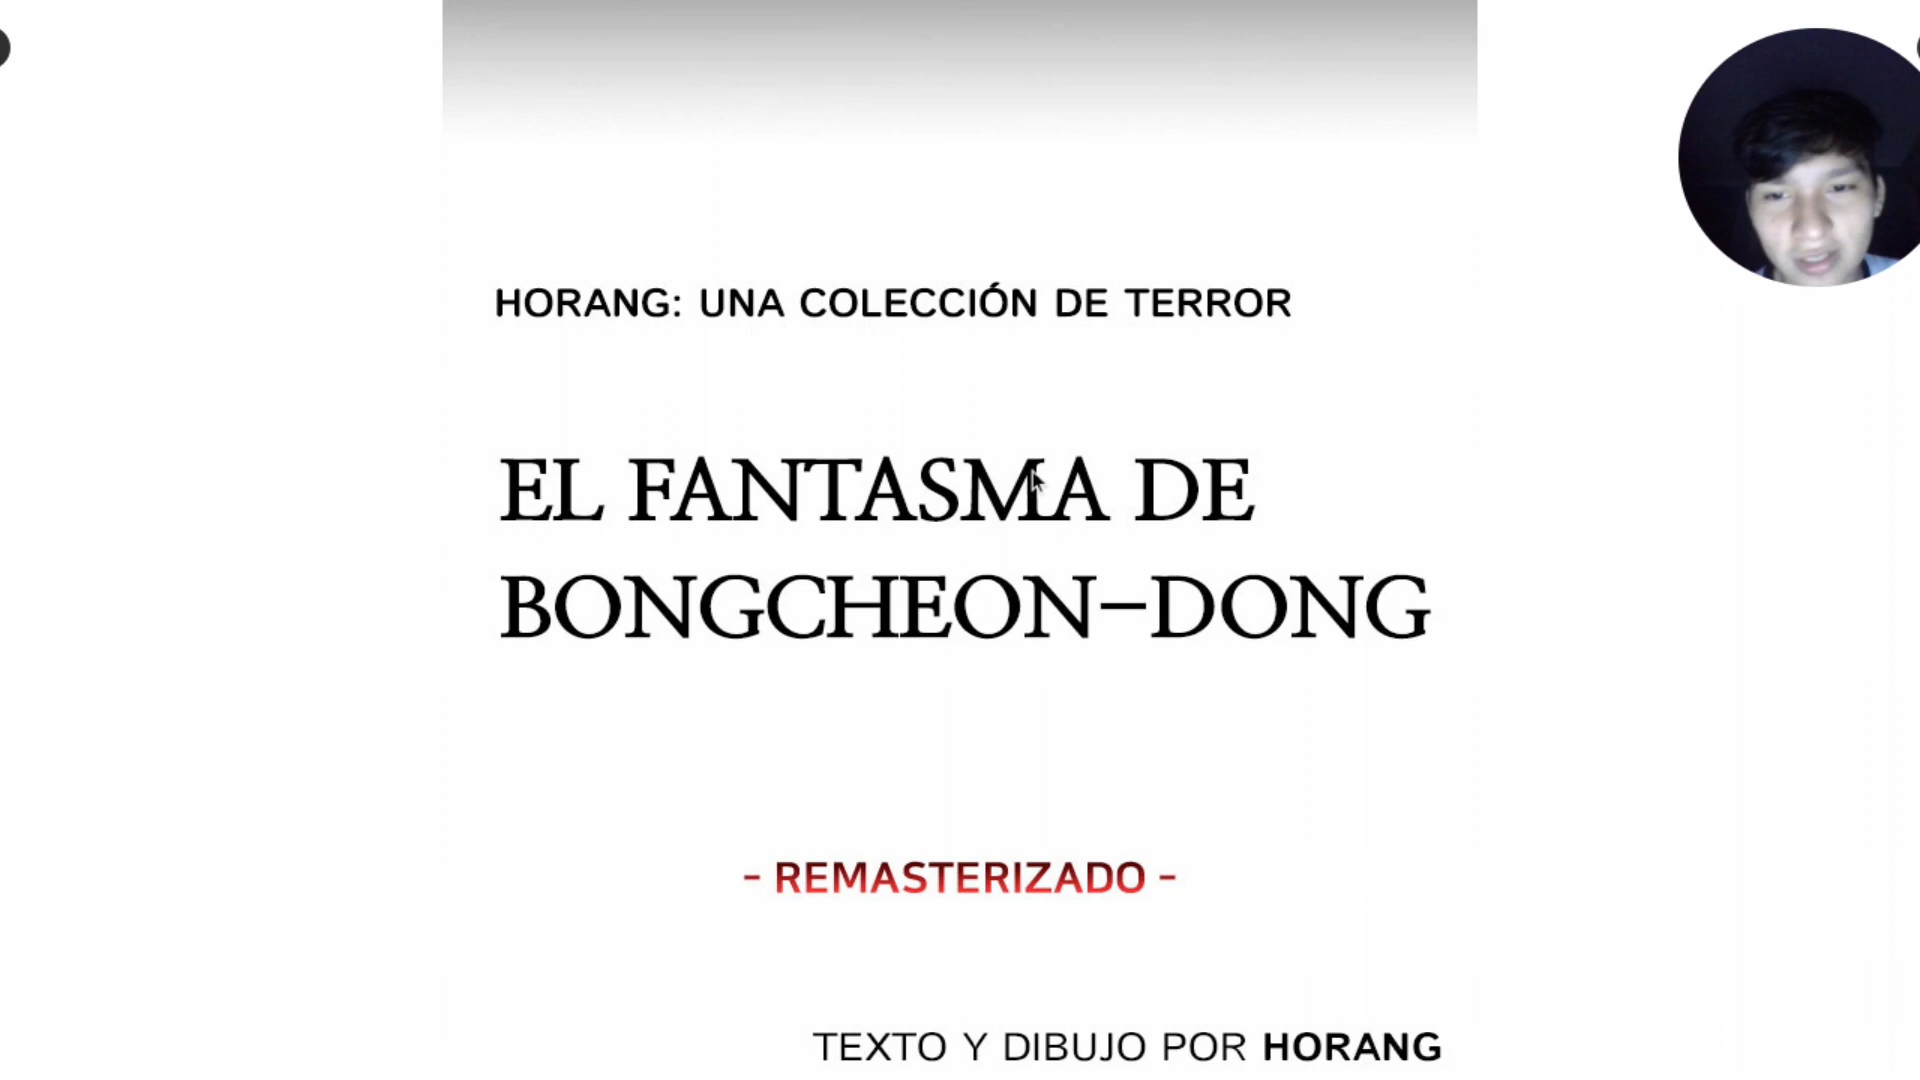 HORANG: UNA COLECCIÓN DE TERROR
EL FANTASMA DE
BONGCHEON-DONG
- REMASTERIZADO -
TEXTO Y DIBUJO POR HORANG